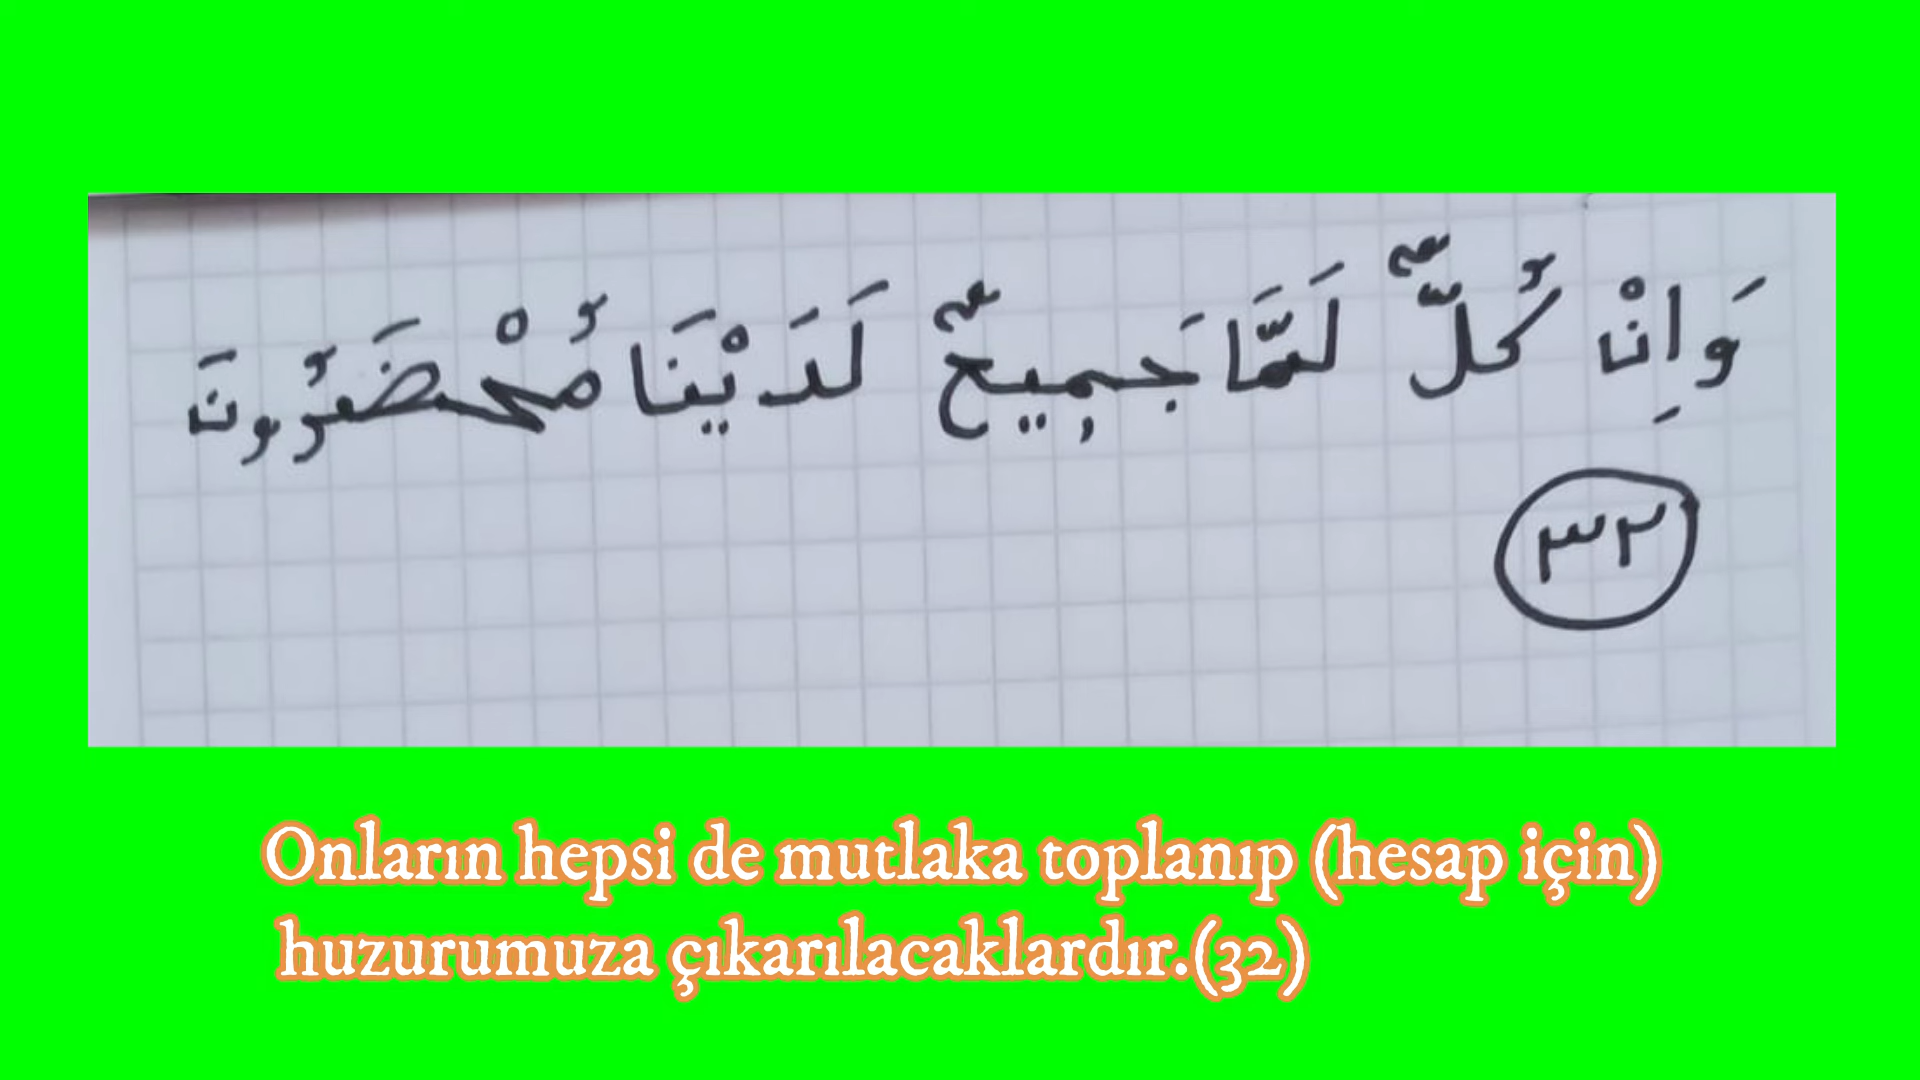 وَاِنْ كُلٌّ لَمَّا جَمِيعٌ لَدَيْنَا مُحْضَرُونَ
٣٢
Onların hepsi de mutlaka toplanıp (hesap için)
huzurumuza çıkarılacaklardır.(32)